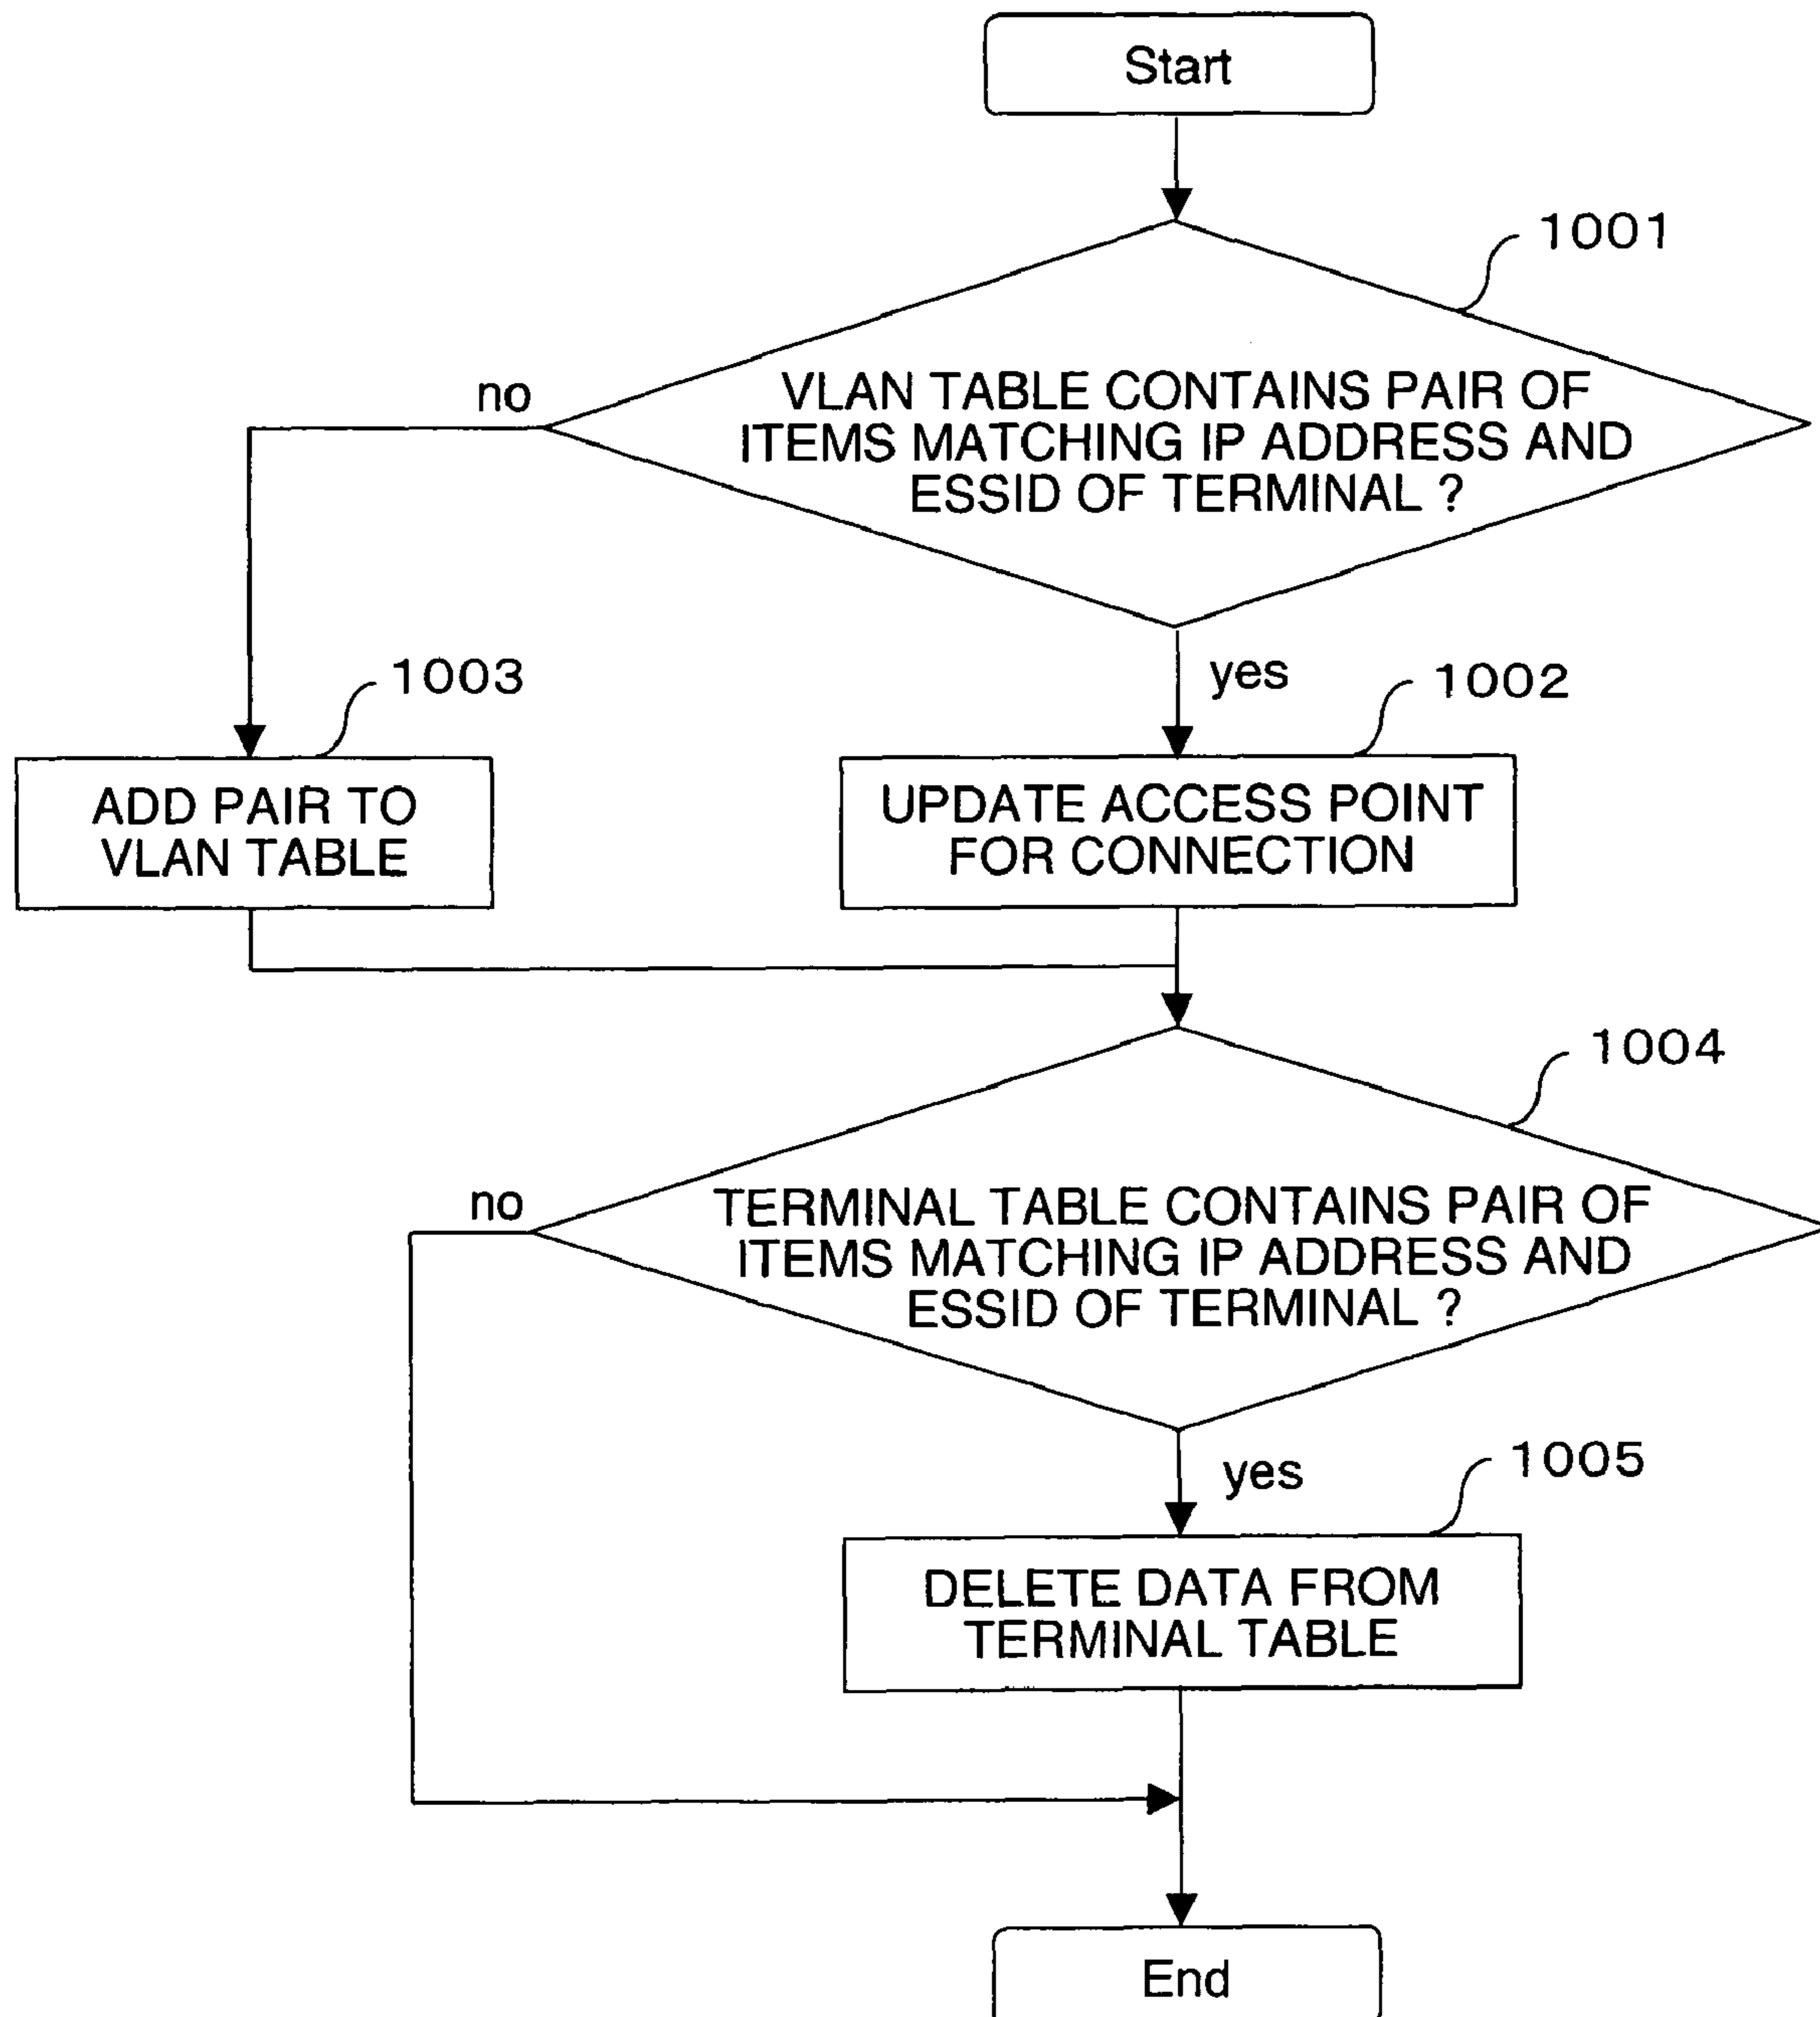 Start
1001
no
VLAN TABLE CONTAINS PAIR OF
ITEMS MATCHING IP ADDRESS AND
ESSID OF TERMINAL ?
yes
1003
1002
ADD PAIR TO
VLAN TABLE
UPDATE ACCESS POINT
FOR CONNECTION
1004
no
TERMINAL TABLE CONTAINS PAIR OF
ITEMS MATCHING IP ADDRESS AND
ESSID OF TERMINAL ?
yes
1005
DELETE DATA FROM
TERMINAL TABLE
End